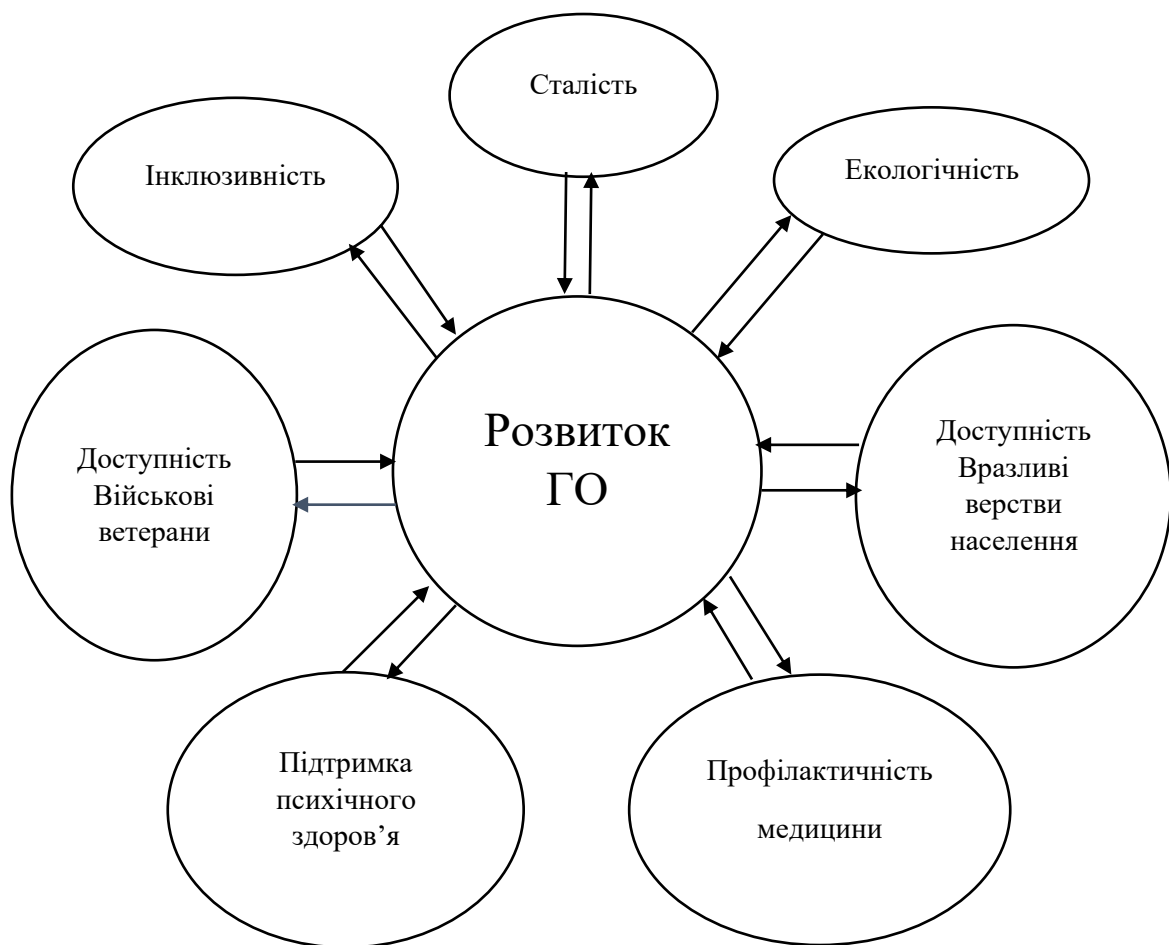 Сталість
Інклюзивність
Екологічність
Розвиток
ГО
Доступність
Військові
ветерани
Доступність
Вразливі
верстви
населення
Підтримка
психічного
здоров’я
Профілактичність
медицини